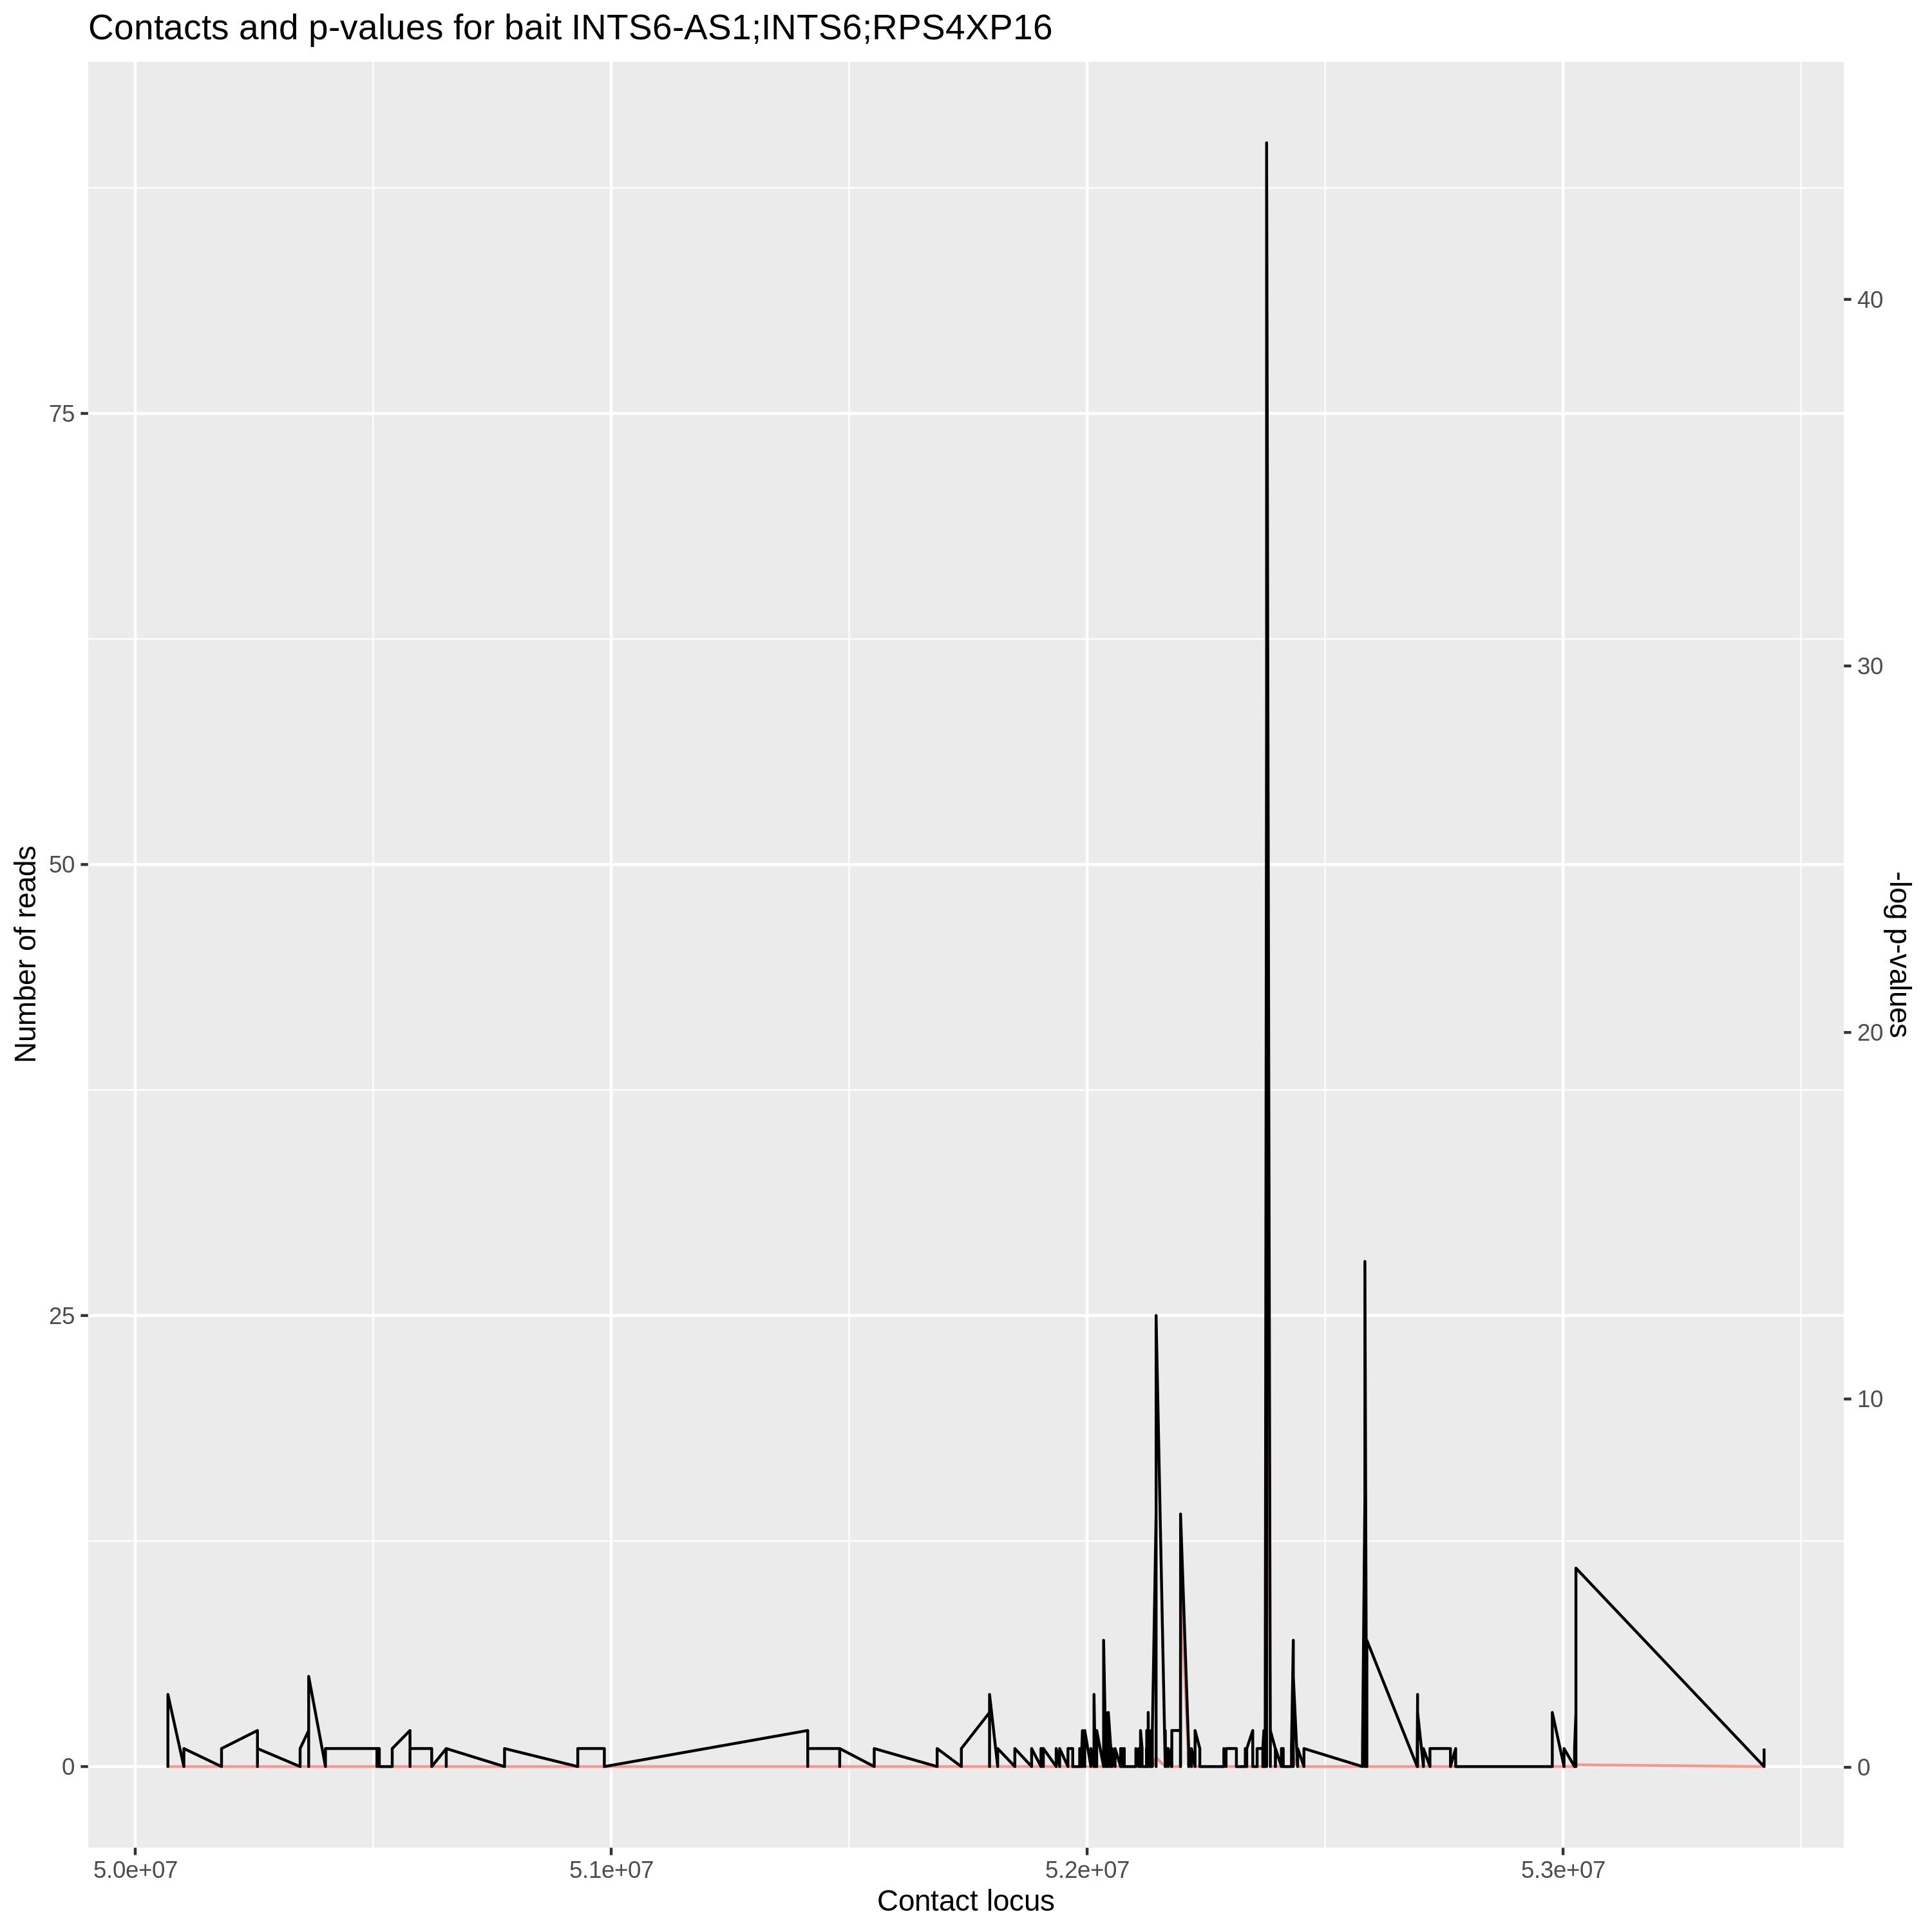 Contacts and p-values for bait INTS6-AS1;INTS6;RPS4XP16
75
50
25
0
Number of reads
40
30
20
10
0
-log p-values
5.0e+07
5.1e+07
5.2e+07
5.3e+07
Contact locus